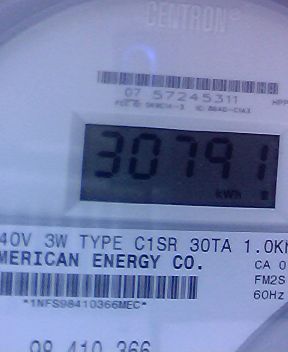 CENTRON®
07 57245311
30791
kWh
40V 3W TYPE C1SR 30TA 1.0K
MERICAN ENERGY CO.
CA 0
FM2S
60Hz
*1NFS98410366MEC*
98 410 366